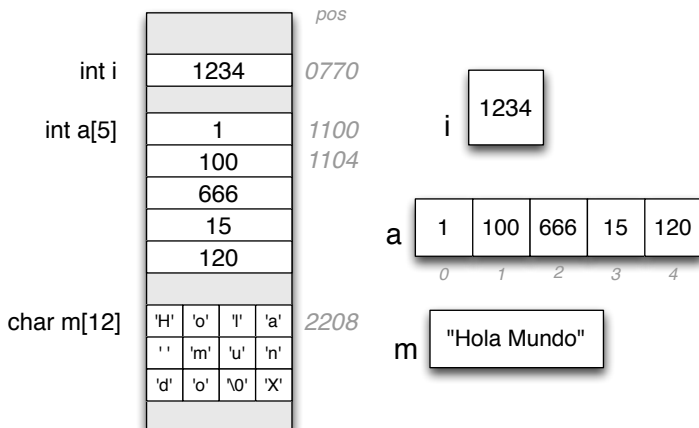 pos
int i 1234 0770
int a[5] 1 1100
100 1104
666
15
120
char m[12] 'H' 'o' 'l' 'a' 2208
' ' 'm' 'u' 'n'
'd' 'o' '\0' 'X'
i 1234
a 1 100 666 15 120
0 1 2 3 4
m "Hola Mundo"